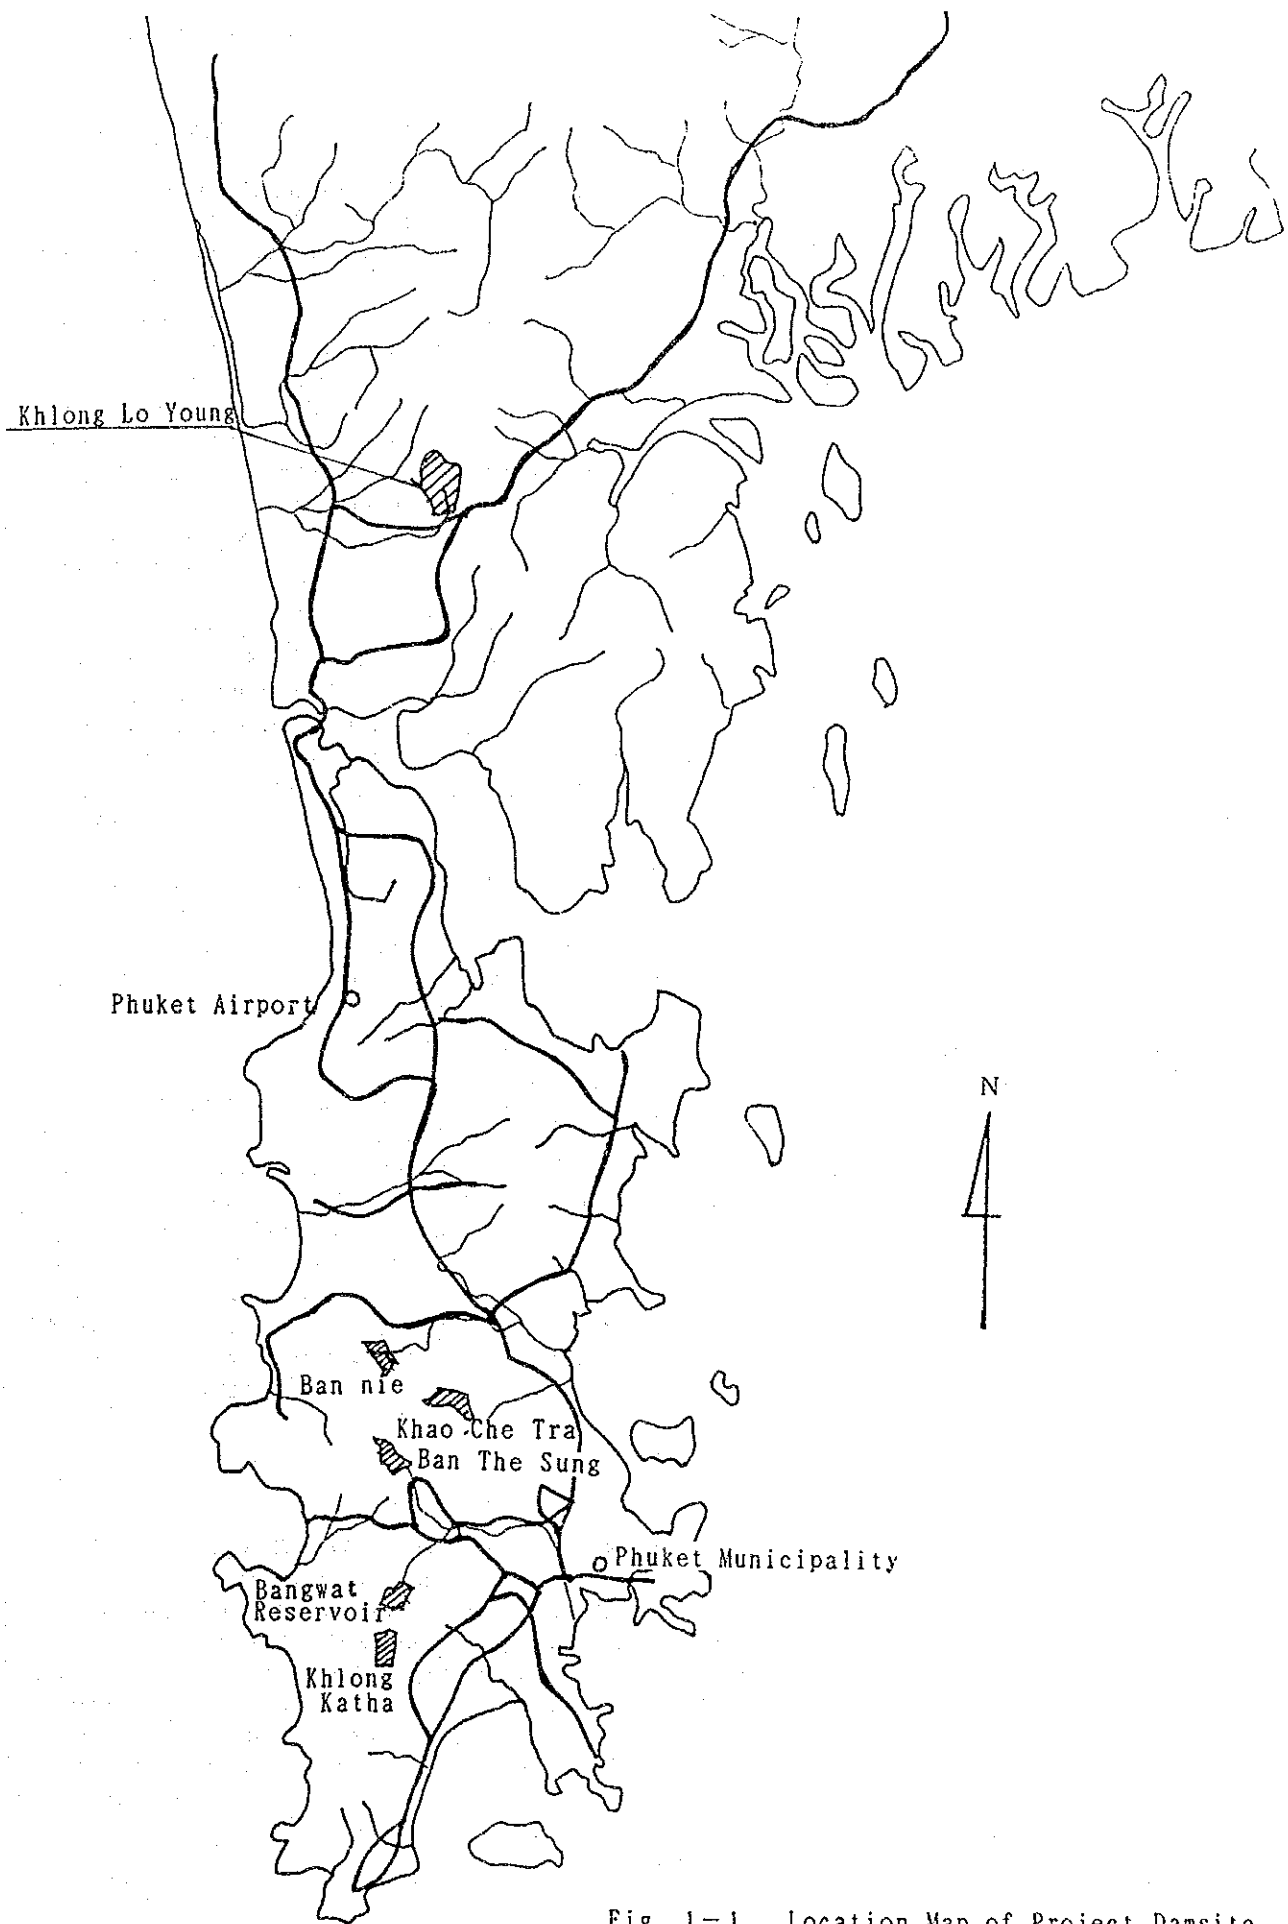 Khlong Lo Young
Phuket Airport
N
Ban nie
Khao Che Tra
Ban The Sung
Phuket Municipality
Bangwat
Reservoir
Khlong
Katha
Fig. 1-1 Location Map of Project Damsite